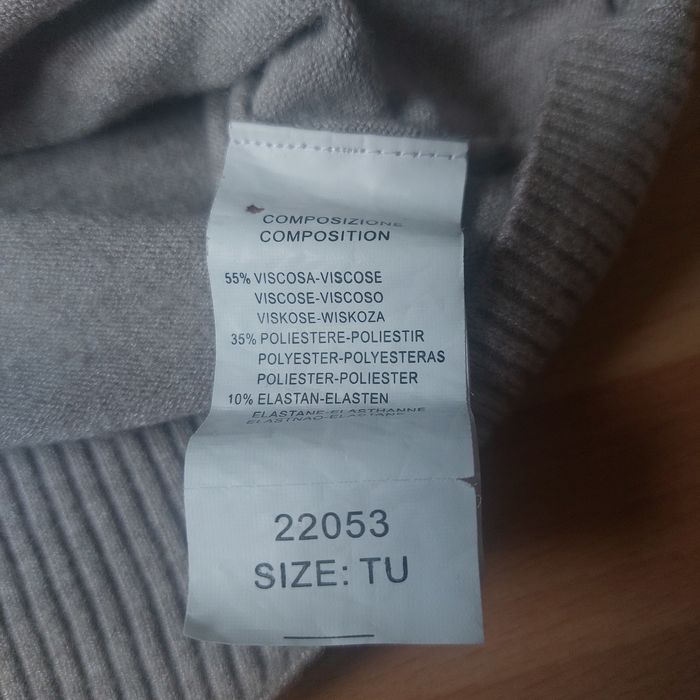 COMPOSIZIONE
COMPOSITION
55% VISCOSA-VISCOSE
VISCOSE-VISCOSO
VISKOSE-WISKOZA
35% POLIESTERE-POLIESTIR
POLYESTER-POLYESTERAS
POLIESTER-POLIESTER
10% ELASTAN-ELASTEN
ELASTANE-ELASTHANNE
22053
SIZE: TU